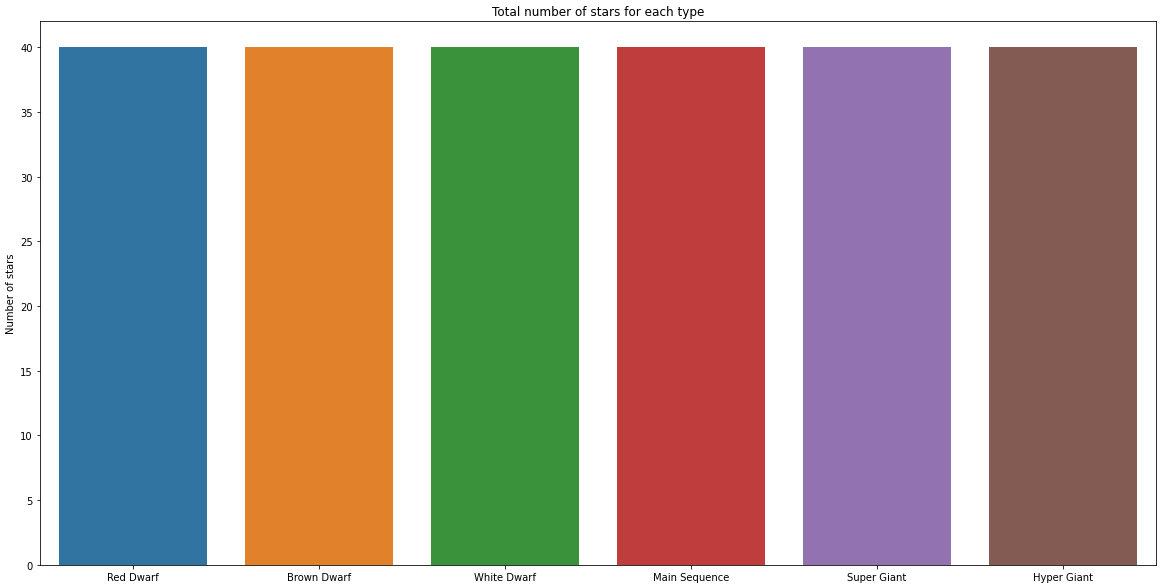 Total number of stars for each type
Number of stars
40
35
30
25
20
15
10
5
0
Red Dwarf
Brown Dwarf
White Dwarf
Main Sequence
Super Giant
Hyper Giant